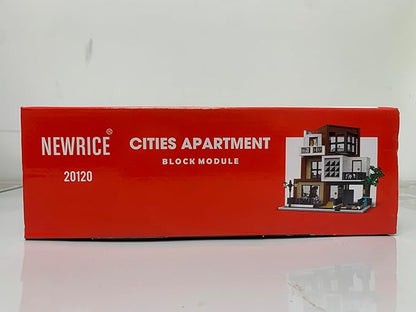 NEWRICE®
20120
CITIES APARTMENT
BLOCK MODULE